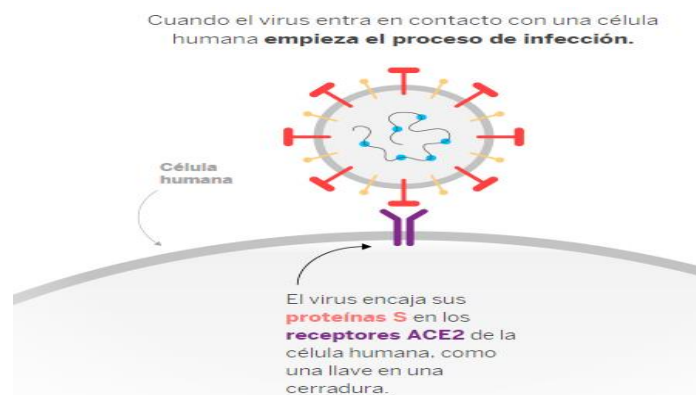 Cuando el virus entra en contacto con una célula
humana empieza el proceso de infección.
Célula
humana
El virus encaja sus
proteínas S en los
receptores ACE2 de la
célula humana, como
una llave en una
cerradura.